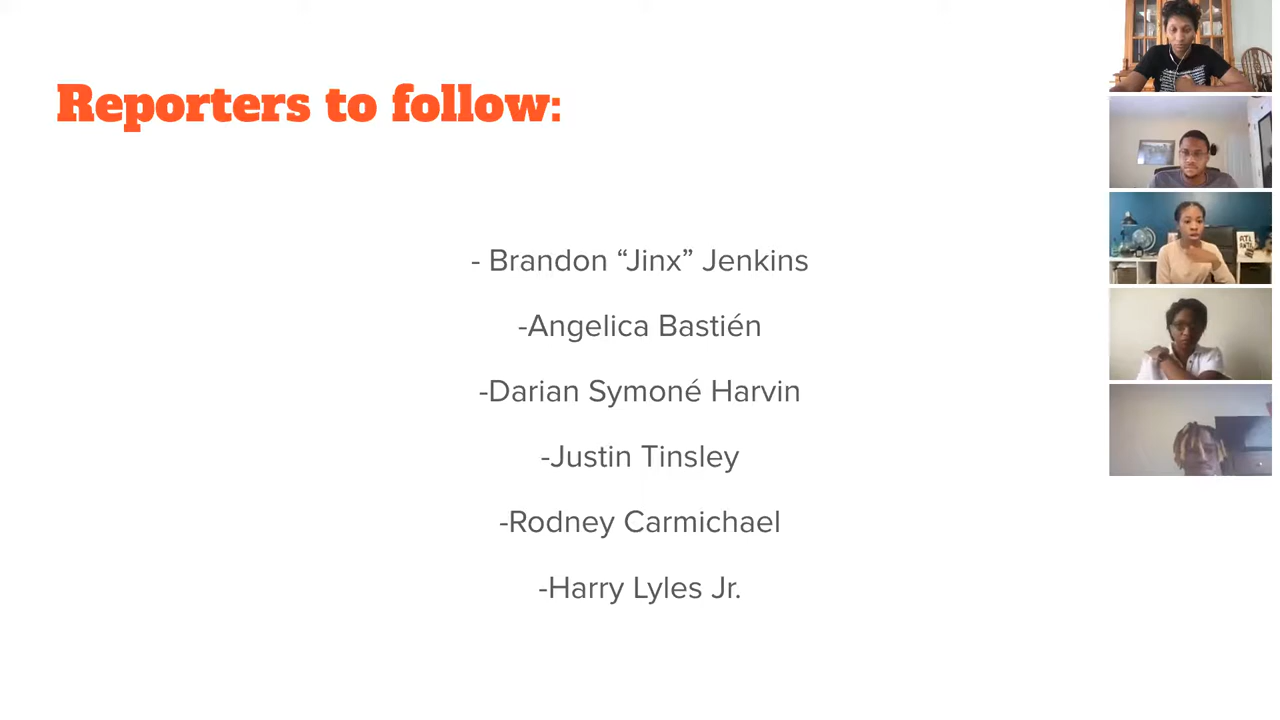 Reporters to follow:
- Brandon “Jinx” Jenkins
-Angelica Bastién
-Darian Symoné Harvin
-Justin Tinsley
-Rodney Carmichael
-Harry Lyles Jr.